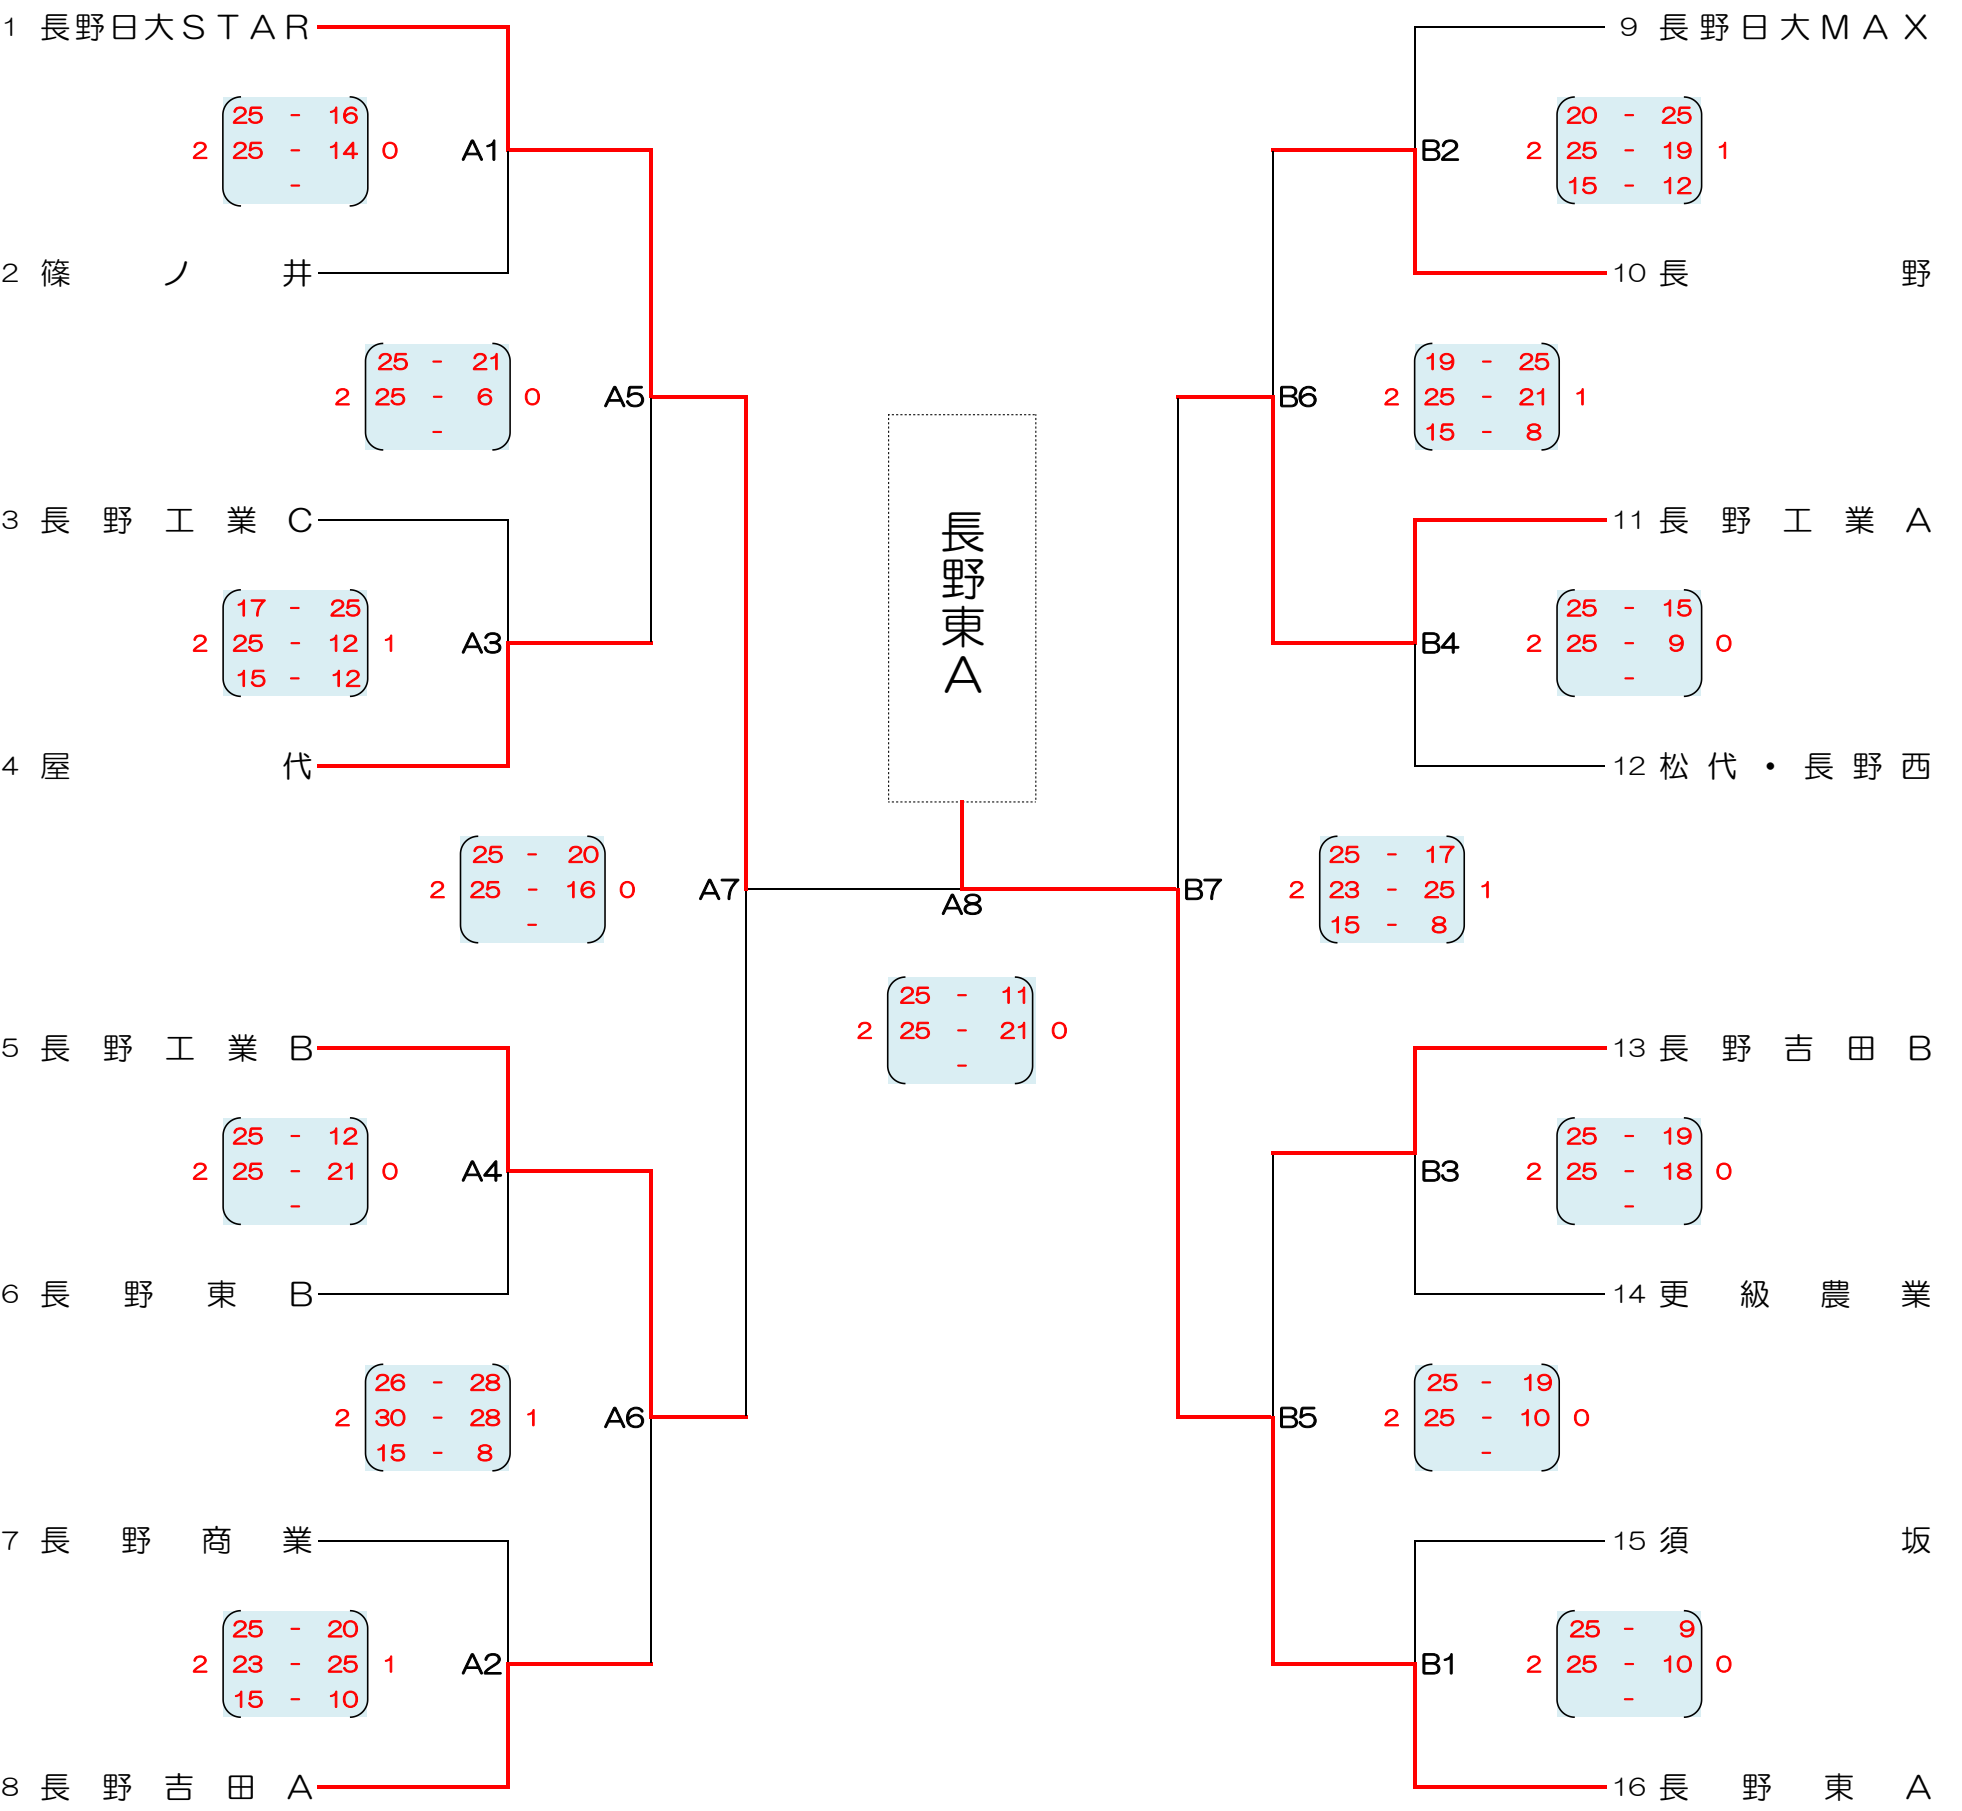 1 長野日大STAR
25 - 16
2 25 - 14 0
-
A1
2 篠ノ井
25 - 21
2 25 - 6 0
-
A5
3 長野工業C
17 - 25
2 25 - 12 1
15 - 12
A3
4 屋代
25 - 20
2 25 - 16 0
-
A7
5 長野工業B
25 - 12
2 25 - 21 0
-
A4
6 長野東B
26 - 28
2 30 - 28 1
15 - 8
A6
7 長野商業
25 - 20
2 23 - 25 1
15 - 10
A2
8 長野吉田A
長野東A
A8
25 - 11
2 25 - 21 0
-
9 長野日大MAX
B2
20 - 25
2 25 - 19 1
15 - 12
10 長野
B6
19 - 25
2 25 - 21 1
15 - 8
11 長野工業A
B4
25 - 15
2 25 - 9 0
-
12 松代・長野西
B7
25 - 17
2 23 - 25 1
15 - 8
13 長野吉田B
B3
25 - 19
2 25 - 18 0
-
14 更級農業
B5
25 - 19
2 25 - 10 0
-
15 須坂
B1
25 - 9
2 25 - 10 0
-
16 長野東A